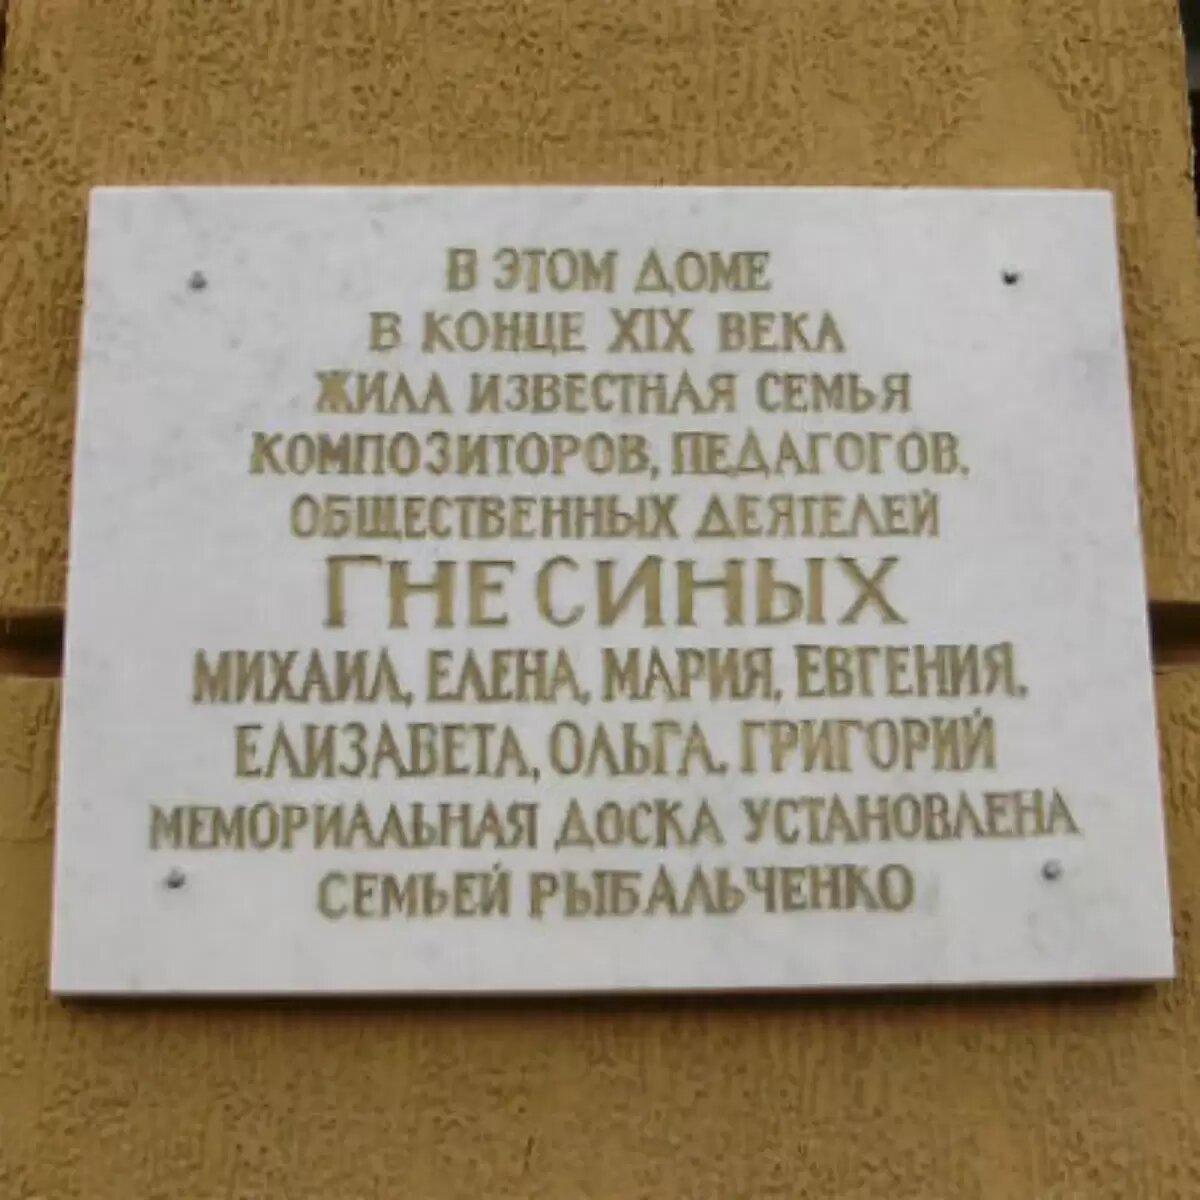 В ЭТОМ ДОМЕ
В КОНЦЕ XIX ВЕКА
ЖИЛА ИЗВЕСТНАЯ СЕМЬЯ
КОМПОЗИТОРОВ, ПЕДАГОГОВ,
ОБЩЕСТВЕННЫХ ДЕЯТЕЛЕЙ
ГНЕСИНЫХ
МИХАИЛ, ЕЛЕНА, МАРИЯ, ЕВГЕНИЯ,
ЕЛИЗАВЕТА, ОЛЬГА, ГРИГОРИЙ
МЕМОРИАЛЬНАЯ ДОСКА УСТАНОВЛЕНА
СЕМЬЕЙ РЫБАЛЬЧЕНКО